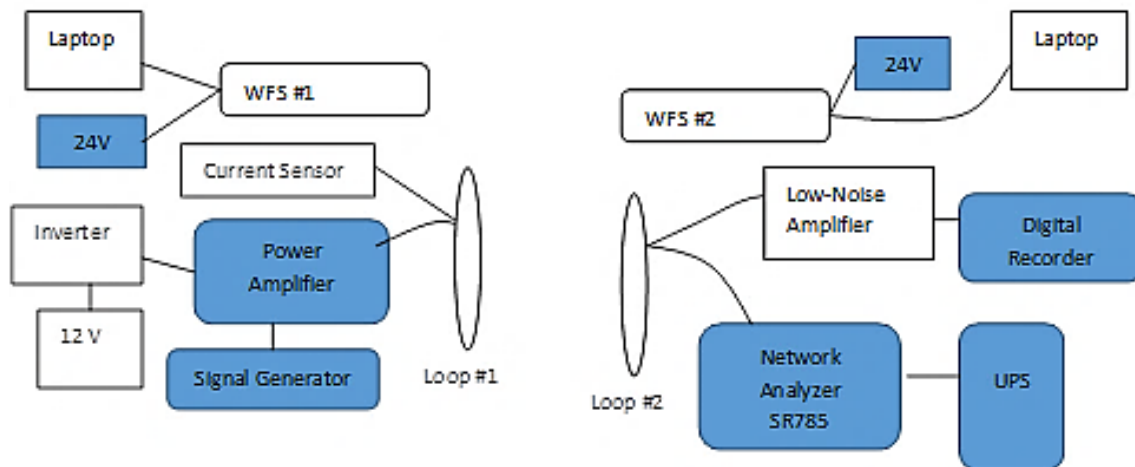 Laptop
WFS #1
24V
Current Sensor
Inverter
Power
Amplifier
12 V
Signal Generator
Loop #1
Laptop
24V
WFS #2
Low-Noise
Amplifier
Digital
Recorder
Network
Analyzer
SR785
UPS
Loop #2